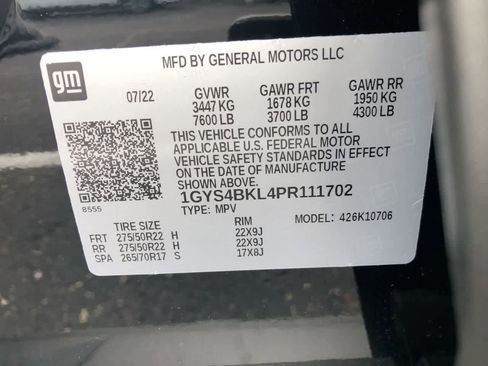 gm
MFD BY GENERAL MOTORS LLC
07/22 GVWR GAWR FRT GAWR RR
3447 KG 1678 KG 1950 KG
7600 LB 3700 LB 4300 LB
THIS VEHICLE CONFORMS TO ALL
APPLICABLE U.S. FEDERAL MOTOR
VEHICLE SAFETY STANDARDS IN EFFECT
ON THE DATE OF MANUFACTURE
SHOWN ABOVE.
8555 1GYS4BKL4PR111702
TYPE: MPV MODEL: 426K10706
TIRE SIZE RIM
FRT 275/50R22 H 22X9J
RR 275/50R22 H 22X9J
SPA 265/70R17 S 17X8J